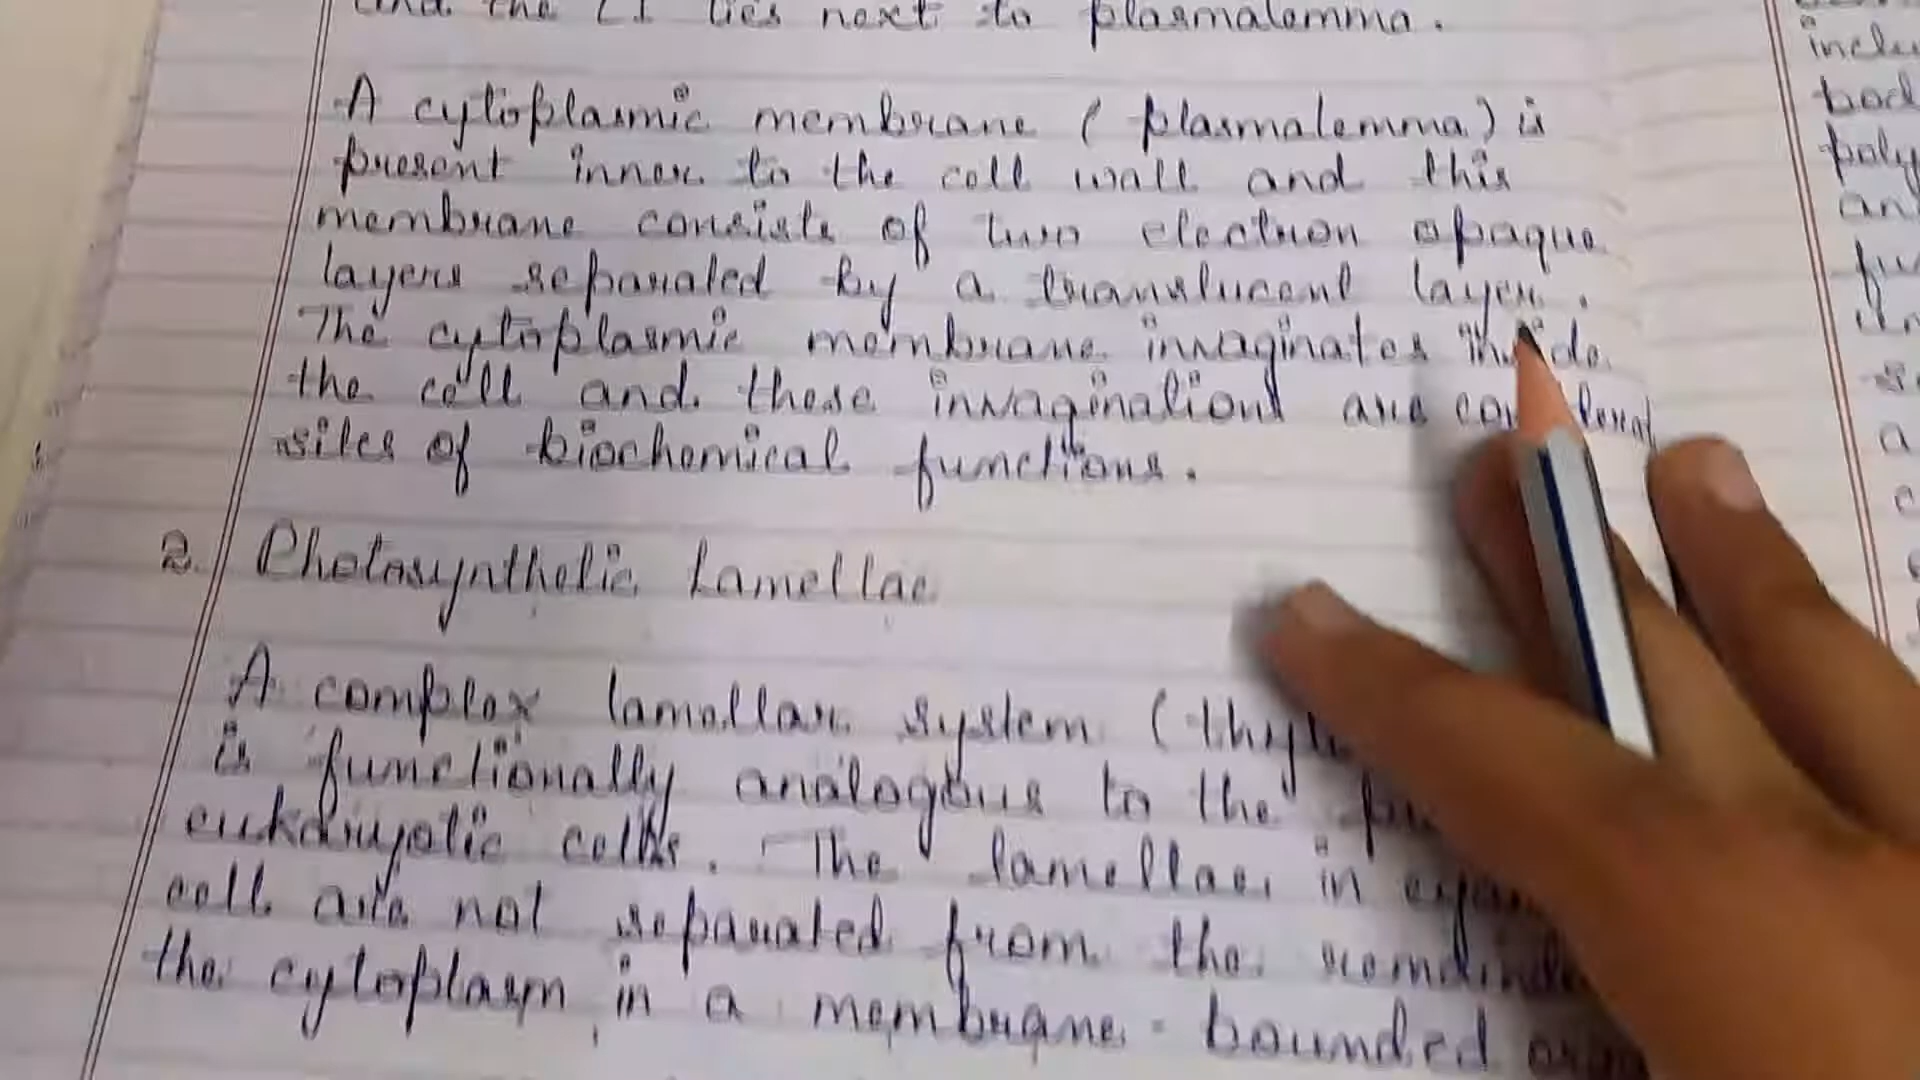 and the LI lies next to plasmalemma.
A cytoplasmic membrane (plasmalemma) is
present inner to the cell wall and this
membrane consists of two electron opaque
layers separated by a translucent layer.
The cytoplasmic membrane invaginates inside
the cell and these invaginations are
sites of biochemical functions.
2. Photosynthetic Lamellae
A complex lamellar system (
is functionally analogous to the
eukaryotic cells. The lamellae in
cell are not separated from the
the cytoplasm in a membrane-bounded
poly